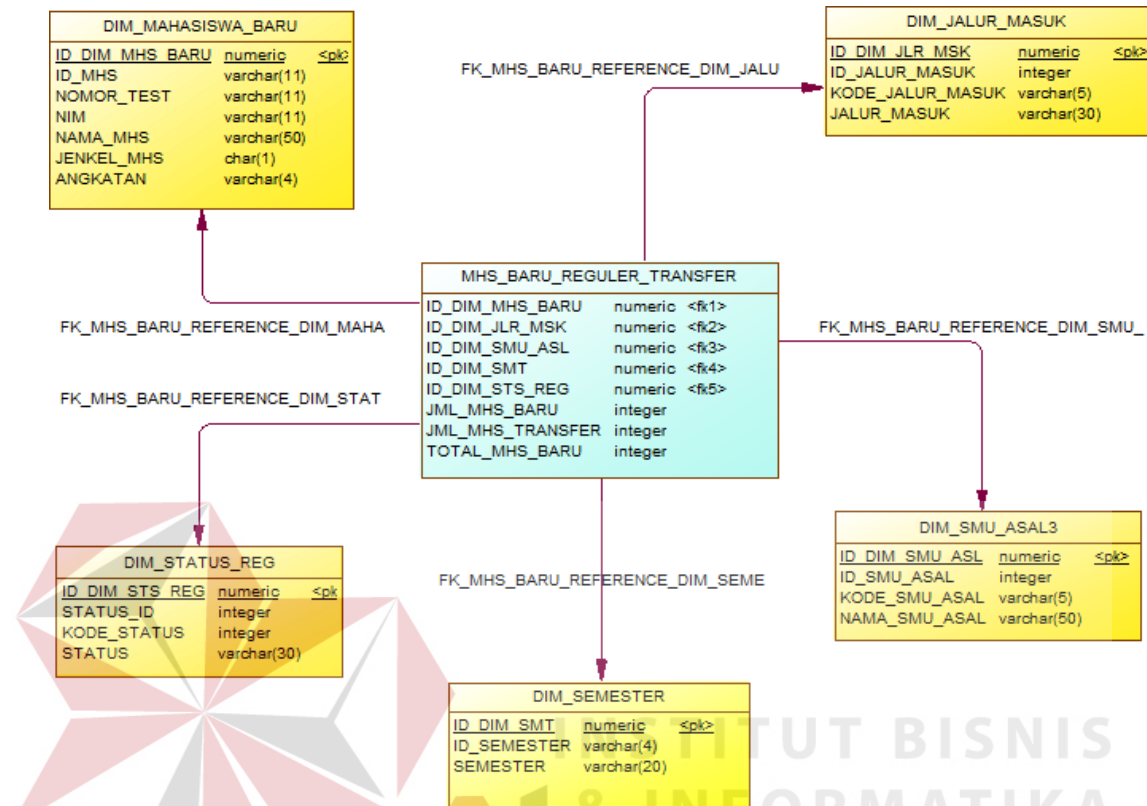 DIM_MAHASISWA_BARU
ID_DIM_MHS_BARU numeric <pk>
ID_MHS varchar(11)
NOMOR_TEST varchar(11)
NIM varchar(11)
NAMA_MHS varchar(50)
JENKEL_MHS char(1)
ANGKATAN varchar(4)
DIM_JALUR_MASUK
ID_DIM_JLR_MSK numeric <pk>
ID_JALUR_MASUK integer
KODE_JALUR_MASUK varchar(5)
JALUR_MASUK varchar(30)
FK_MHS_BARU_REFERENCE_DIM_JALU
MHS_BARU_REGULER_TRANSFER
ID_DIM_MHS_BARU numeric <fk1>
ID_DIM_JLR_MSK numeric <fk2>
ID_DIM_SMU_ASL numeric <fk3>
ID_DIM_SMT numeric <fk4>
ID_DIM_STS_REG numeric <fk5>
JML_MHS_BARU integer
JML_MHS_TRANSFER integer
TOTAL_MHS_BARU integer
FK_MHS_BARU_REFERENCE_DIM_MAHA
FK_MHS_BARU_REFERENCE_DIM_SMU_
FK_MHS_BARU_REFERENCE_DIM_STAT
DIM_STATUS_REG
ID_DIM_STS_REG numeric <pk
STATUS_ID integer
KODE_STATUS integer
STATUS varchar(30)
FK_MHS_BARU_REFERENCE_DIM_SEME
DIM_SMU_ASAL3
ID_DIM_SMU_ASL numeric <pk>
ID_SMU_ASAL integer
KODE_SMU_ASAL varchar(5)
NAMA_SMU_ASAL varchar(50)
DIM_SEMESTER
ID_DIM_SMT numeric <pk>
ID_SEMESTER varchar(4)
SEMESTER varchar(20)
INSTITUT BISNIS
& INFORMATIKA